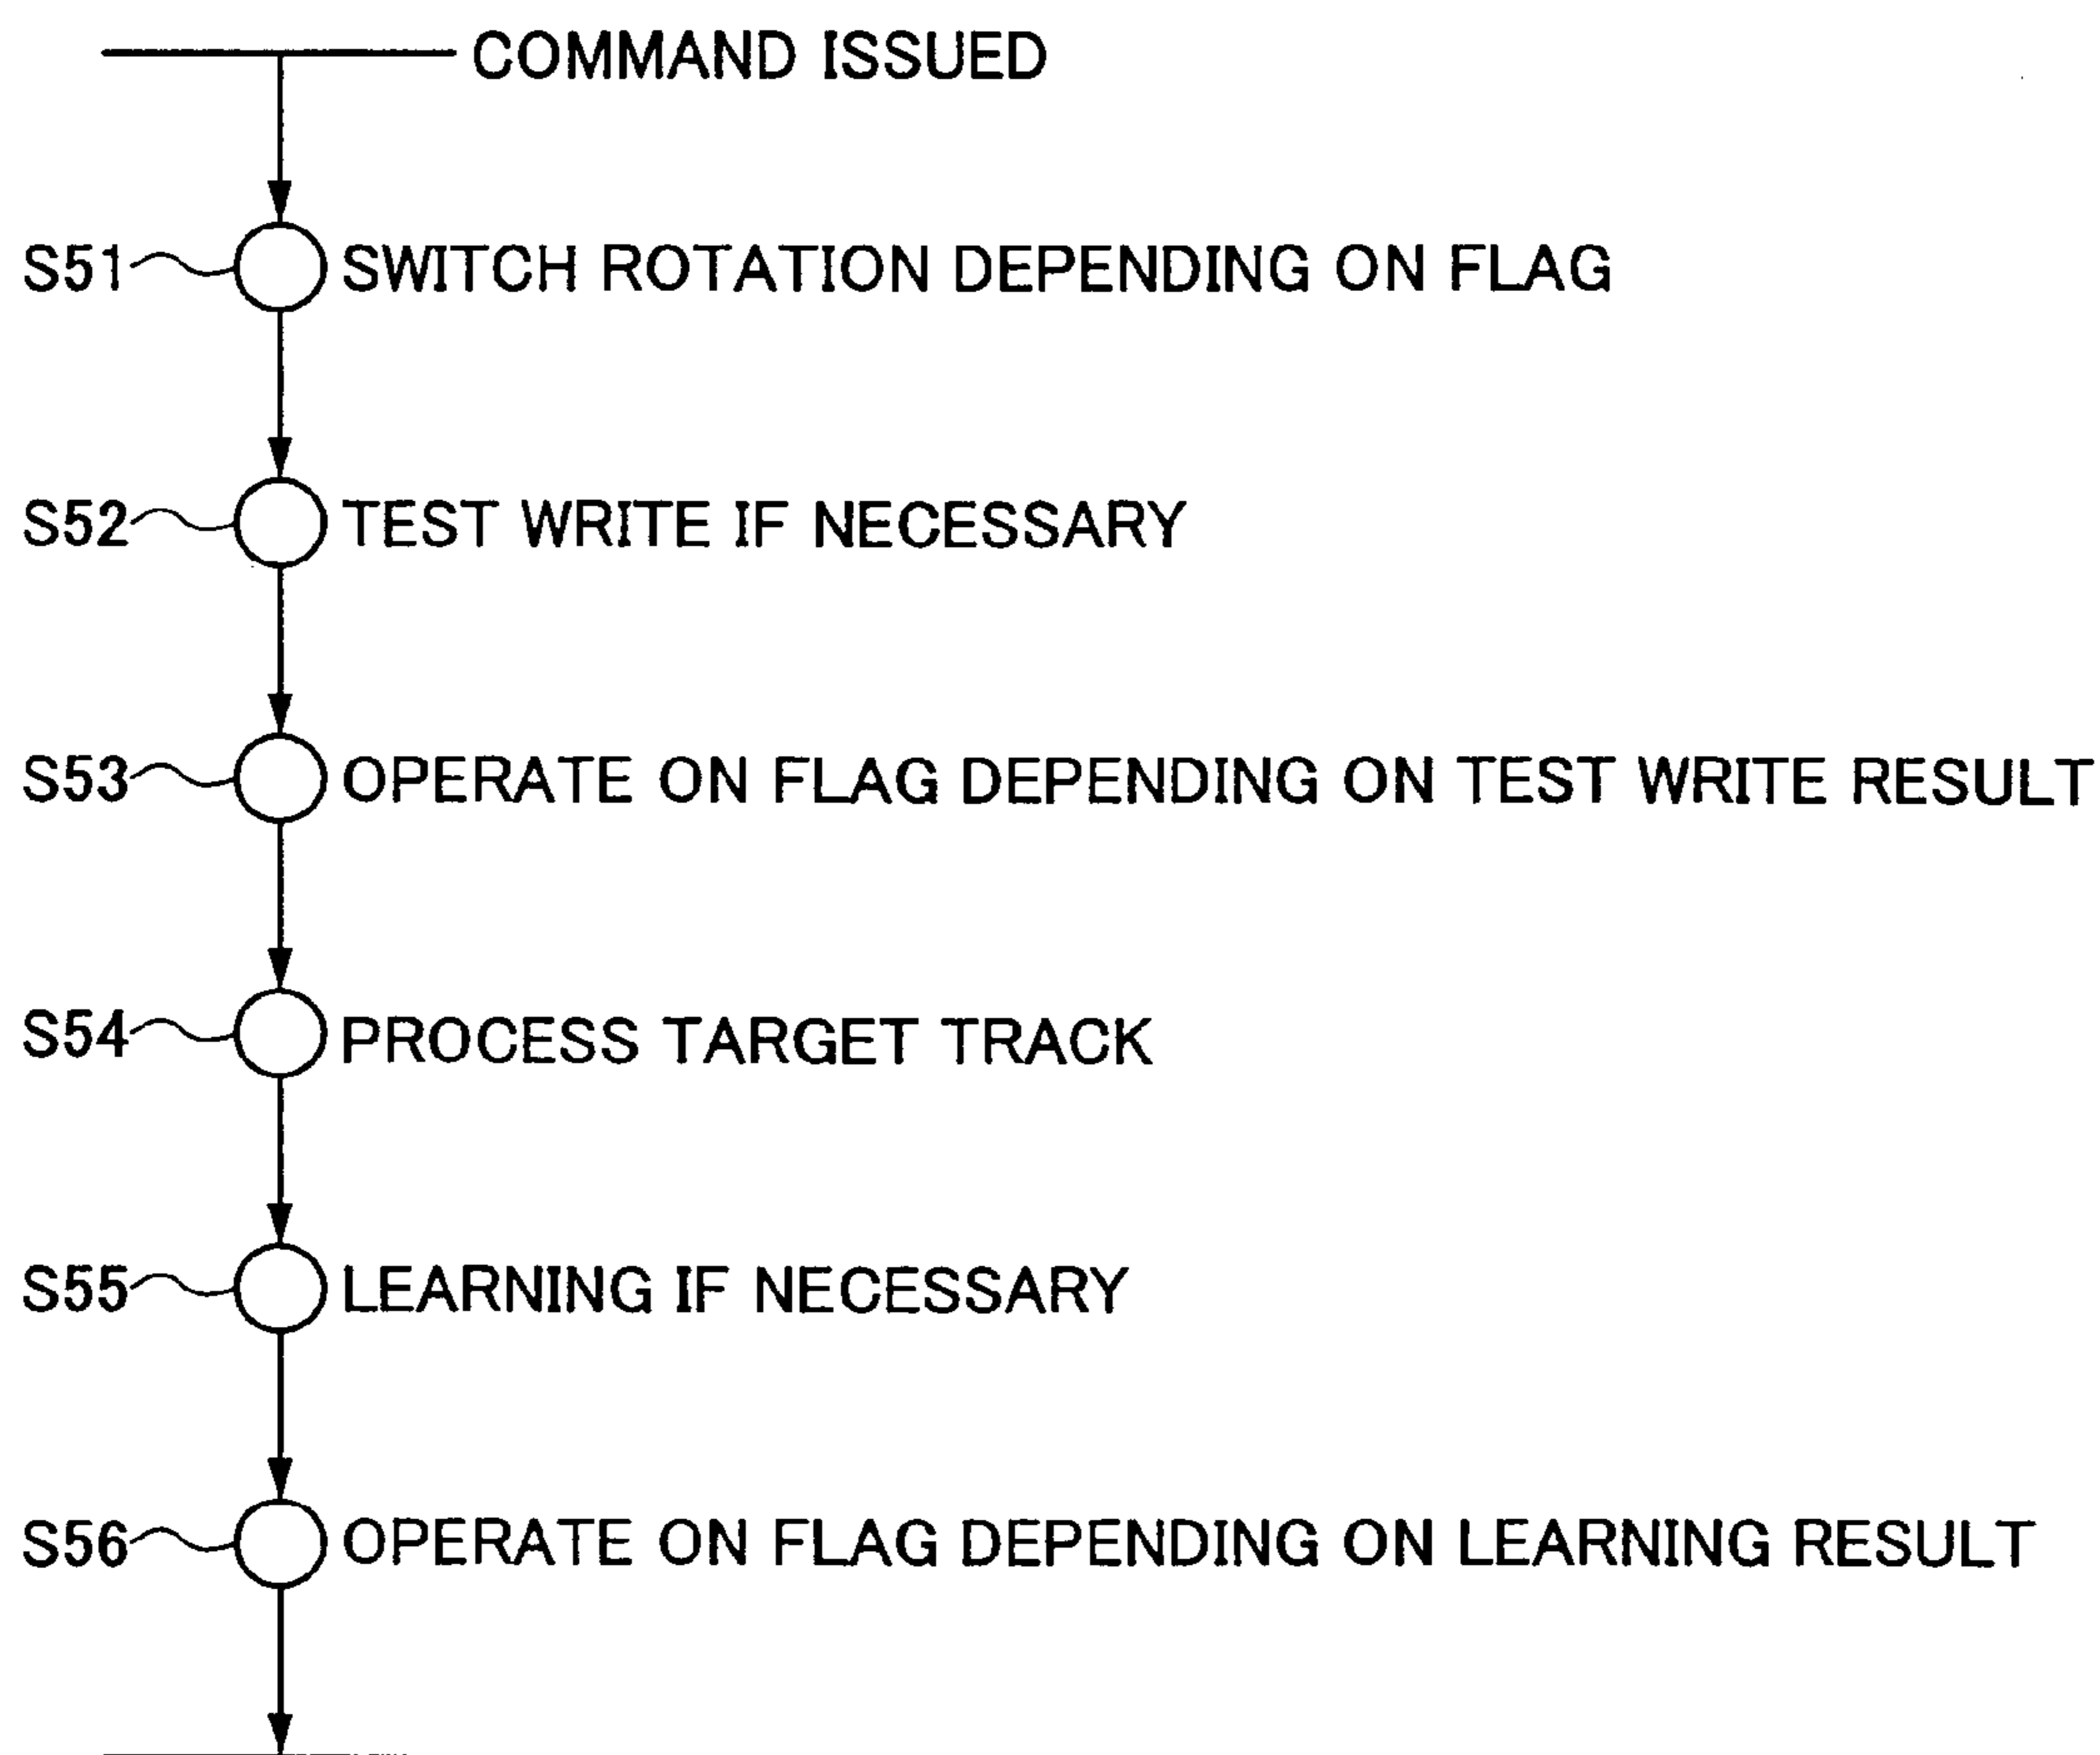 COMMAND ISSUED
S51 SWITCH ROTATION DEPENDING ON FLAG
S52 TEST WRITE IF NECESSARY
S53 OPERATE ON FLAG DEPENDING ON TEST WRITE RESULT
S54 PROCESS TARGET TRACK
S55 LEARNING IF NECESSARY
S56 OPERATE ON FLAG DEPENDING ON LEARNING RESULT